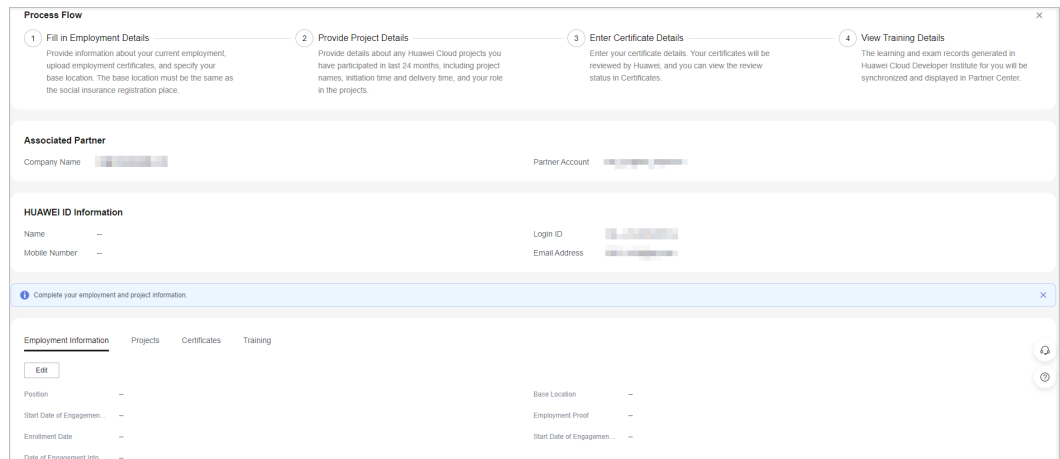 Process Flow
1 Fill in Employment Details
Provide information about your current employment,
upload employment certificates, and specify your
base location. The base location must be the same as
the social insurance registration place.
2 Provide Project Details
Provide details about any Huawei Cloud projects you
have participated in last 24 months, including project
names, initiation time and delivery time, and your role
in the projects.
3 Enter Certificate Details
Enter your certificate details. Your certificates will be
reviewed by Huawei, and you can view the review
status in Certificates.
4 View Training Details
The learning and exam records generated in
Huawei Cloud Developer Institute for you will be
synchronized and displayed in Partner Center.
Associated Partner
Company Name
Partner Account
HUAWEI ID Information
Name --
Login ID
Mobile Number --
Email Address
Complete your employment and project information.
Employment Information Projects Certificates Training
Edit
Position --
Base Location --
Start Date of Engagemen... --
Employment Proof --
Enrollment Date --
Start Date of Engagemen... --
Date of Engagement Into... --